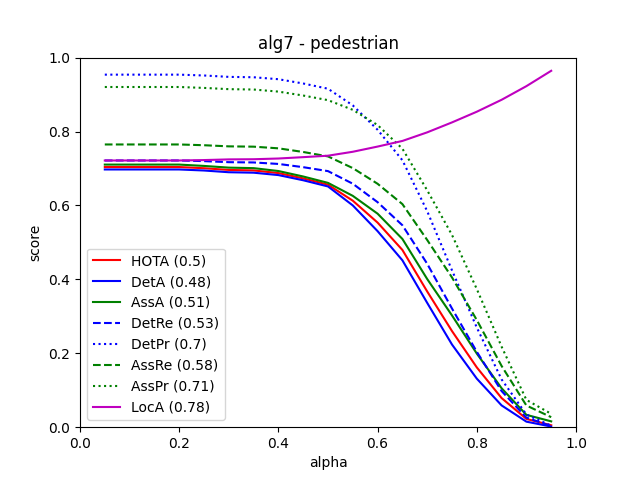 alg7 - pedestrian
score
1.0
0.8
0.6
0.4
0.2
0.0
HOTA (0.5)
DetA (0.48)
AssA (0.51)
DetRe (0.53)
DetPr (0.7)
AssRe (0.58)
AssPr (0.71)
LocA (0.78)
0.0 0.2 0.4 0.6 0.8 1.0
alpha